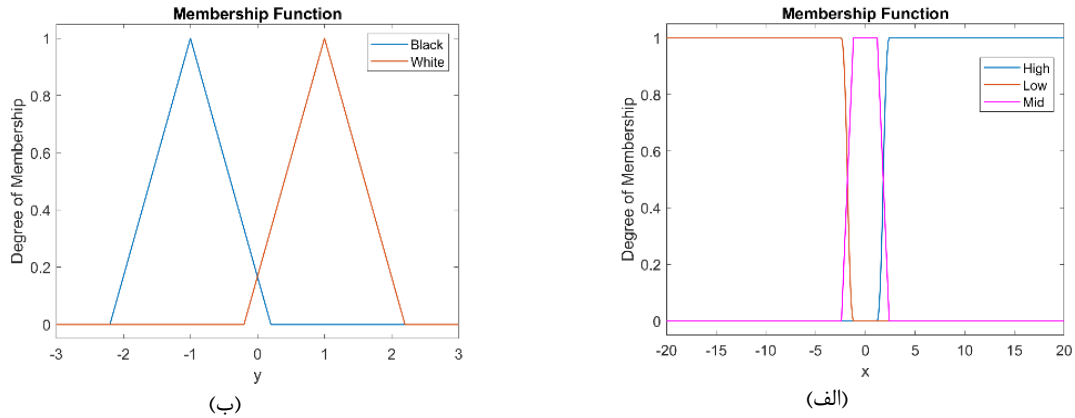 Membership Function
Degree of Membership
1
0.8
0.6
0.4
0.2
0
-3 -2 -1 0 1 2 3
y
Black
White
(ب)
Membership Function
Degree of Membership
1
0.8
0.6
0.4
0.2
0
-20 -15 -10 -5 0 5 10 15 20
x
High
Low
Mid
(الف)